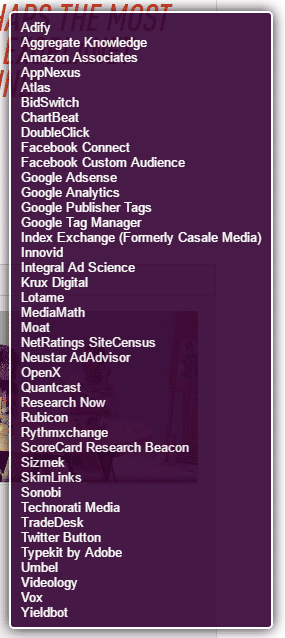 HAPS THE MOST
Adify
Aggregate Knowledge
Amazon Associates
AppNexus
Atlas
BidSwitch
ChartBeat
DoubleClick
Facebook Connect
Facebook Custom Audience
Google Adsense
Google Analytics
Google Publisher Tags
Google Tag Manager
Index Exchange (Formerly Casale Media)
Innovid
Integral Ad Science
Krux Digital
Lotame
MediaMath
Moat
NetRatings SiteCensus
Neustar AdAdvisor
OpenX
Quantcast
Research Now
Rubicon
Rythmxchange
ScoreCard Research Beacon
Sizmek
SkimLinks
Sonobi
Technorati Media
TradeDesk
Twitter Button
Typekit by Adobe
Umbel
Videology
Vox
Yieldbot